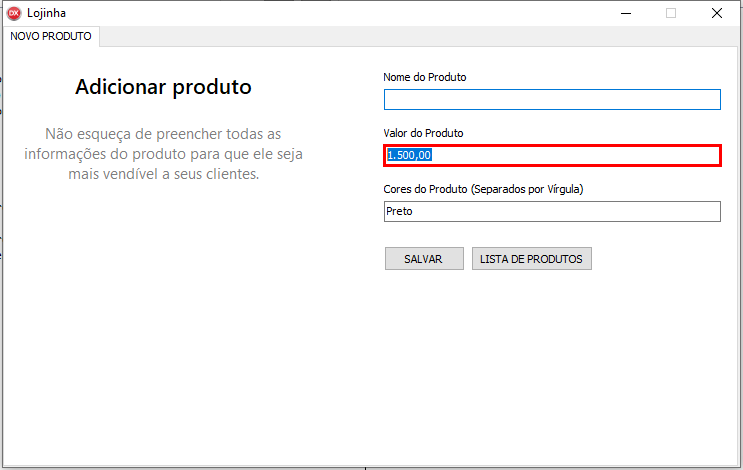 DX Lojinha
NOVO PRODUTO
Adicionar produto
Não esqueça de preencher todas as
informações do produto para que ele seja
mais vendível a seus clientes.
Nome do Produto
Valor do Produto
1.500,00
Cores do Produto (Separados por Vírgula)
Preto
SALVAR
LISTA DE PRODUTOS